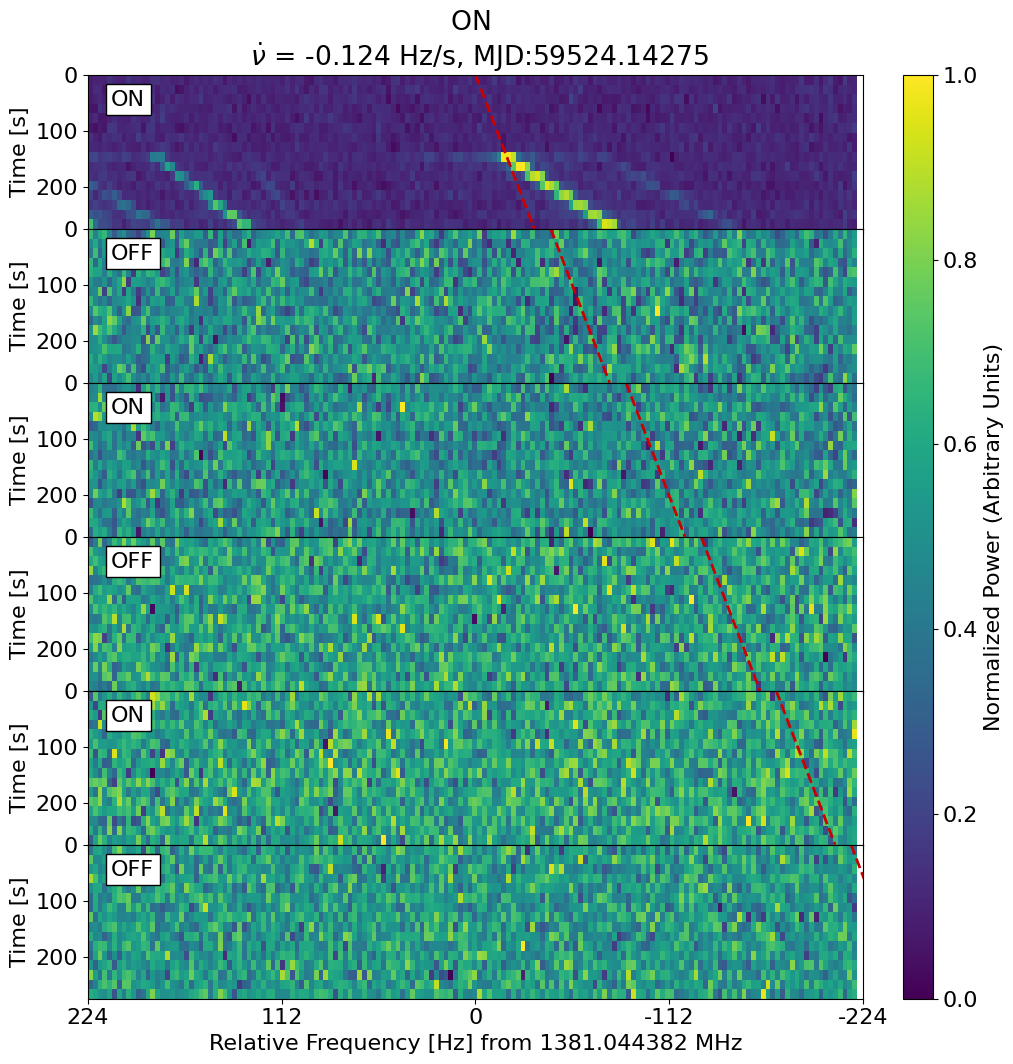 ON
ν̇ = -0.124 Hz/s, MJD:59524.14275
0
100
200
Time [s]
ON
0
100
200
Time [s]
OFF
0
100
200
Time [s]
ON
0
100
200
Time [s]
OFF
0
100
200
Time [s]
ON
0
100
200
Time [s]
OFF
224 112 0 -112 -224
Relative Frequency [Hz] from 1381.044382 MHz
1.0
0.8
0.6
0.4
0.2
0.0
Normalized Power (Arbitrary Units)